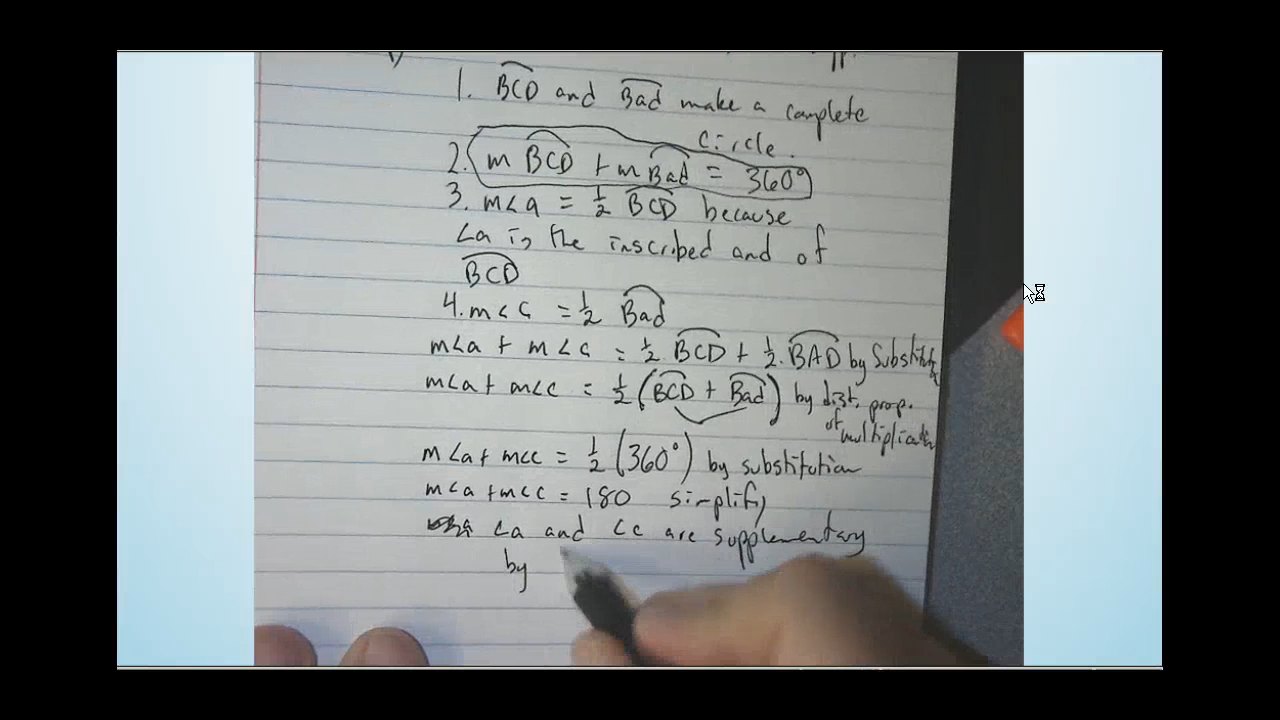 1. BCD and Bad make a complete
circle.
2. m BCD + m Bad = 360°
3. m<a = 1/2 BCD because
<a is the inscribed and of
BCD
4. m<c = 1/2 Bad
m<a + m<c = 1/2 · BCD + 1/2 · BAD by
m<a + m<c = 1/2 (BCD + Bad) by dist. prop.
of
multiplication
m<a + m<c = 1/2 (360°) by substitution
m<a + m<c = 180 simplify
<a and <c are supplementary
by